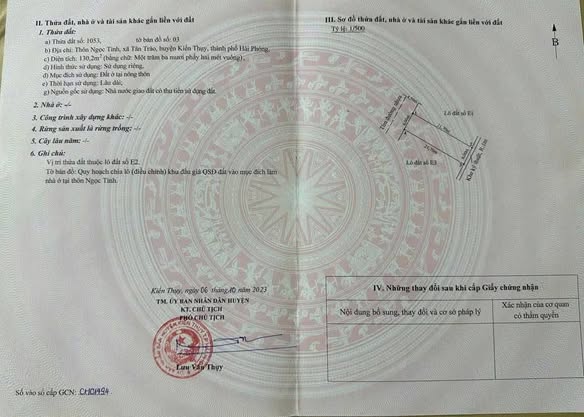 II. Thửa đất, nhà ở và tài sản khác gắn liền với đất
1. Thửa đất:
a) Thửa đất số: 1053, tờ bản đồ số: 03
b) Địa chỉ: Thôn Ngọc Tỉnh, xã Tân Trào, huyện Kiến Thụy, thành phố Hải Phòng,
c) Diện tích: 130,2m² (bằng chữ: Một trăm ba mươi phẩy hai mét vuông);
d) Hình thức sử dụng: Sử dụng riêng,
đ) Mục đích sử dụng: Đất ở tại nông thôn
e) Thời hạn sử dụng: Lâu dài;
g) Nguồn gốc sử dụng: Nhà nước giao đất có thu tiền sử dụng đất.
2. Nhà ở: -/-
3. Công trình xây dựng khác: -/-
4. Rừng sản xuất là rừng trồng: -/-
5. Cây lâu năm: -/-
6. Ghi chú:
Vị trí thửa đất thuộc lô đất số E2.
Tờ bản đồ: Quy hoạch chia lô (điều chỉnh) khu đấu giá QSD đất vào mục đích làm
nhà ở tại thôn Ngọc Tỉnh.
Kiến Thụy, ngày 06 tháng 10 năm 2023
TM. ỦY BAN NHÂN DÂN HUYỆN
KT. CHỦ TỊCH
PHÓ CHỦ TỊCH
Lưu Văn Thụy
Số vào sổ cấp GCN: CH01954
III. Sơ đồ thửa đất, nhà ở và tài sản khác gắn liền với đất
Tỷ lệ 1/500
B
Lô đất số E1
Lô đất số E3
21,70m
21,70m
IV. Những thay đổi sau khi cấp Giấy chứng nhận
Nội dung bổ sung, thay đổi và cơ sở pháp lý
Xác nhận của cơ quan
có thẩm quyền